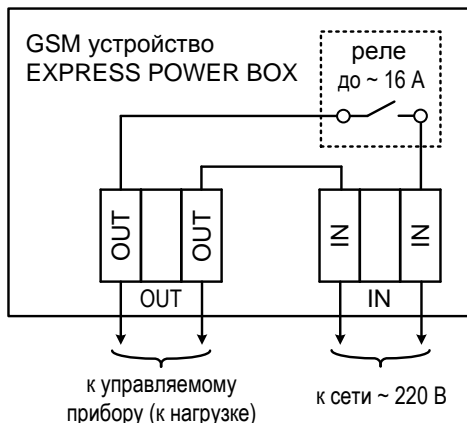 GSM устройство
EXPRESS POWER BOX
реле
до ~ 16 А
OUT
OUT
IN
IN
OUT
IN
к управляемому
прибору (к нагрузке)
к сети ~ 220 В